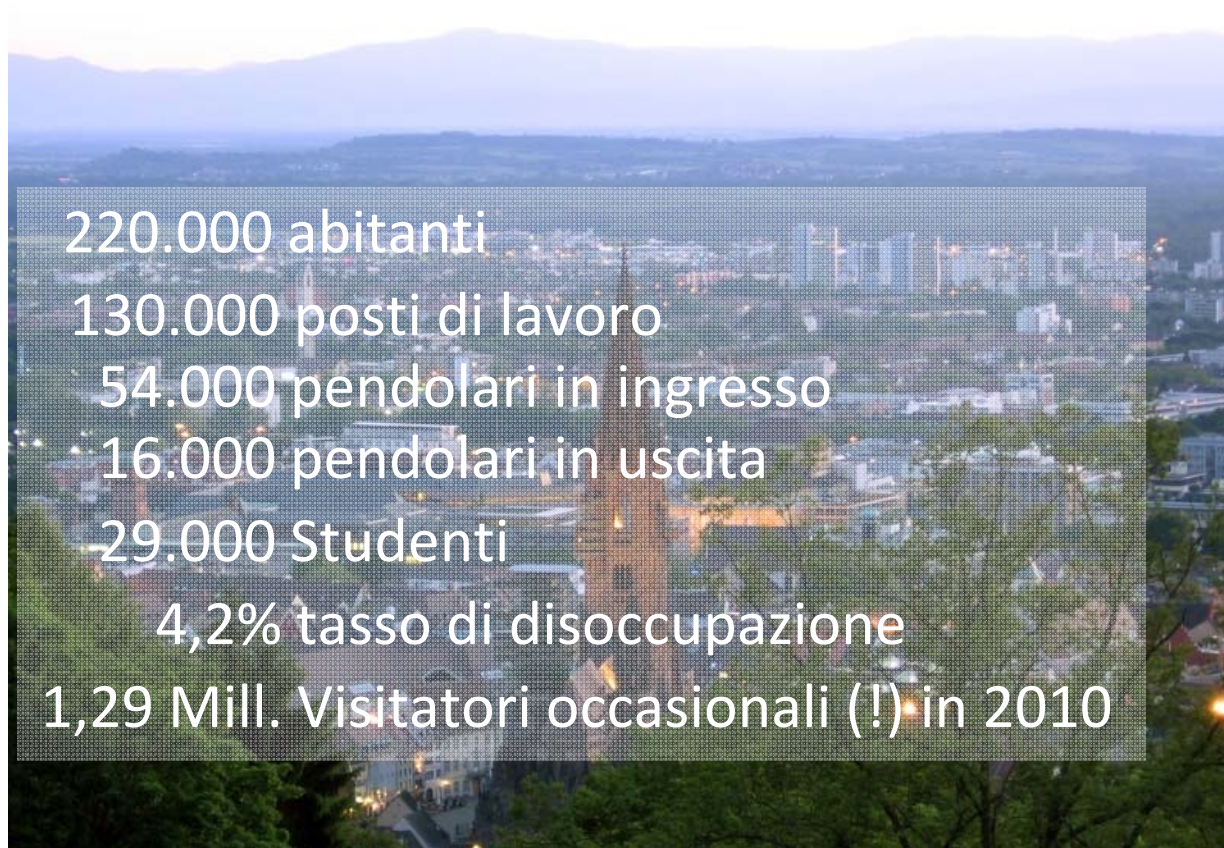 220.000 abitanti
130.000 posti di lavoro
54.000 pendolari in ingresso
16.000 pendolari in uscita
29.000 Studenti
4,2% tasso di disoccupazione
1,29 Mill. Visitatori occasionali (!) in 2010